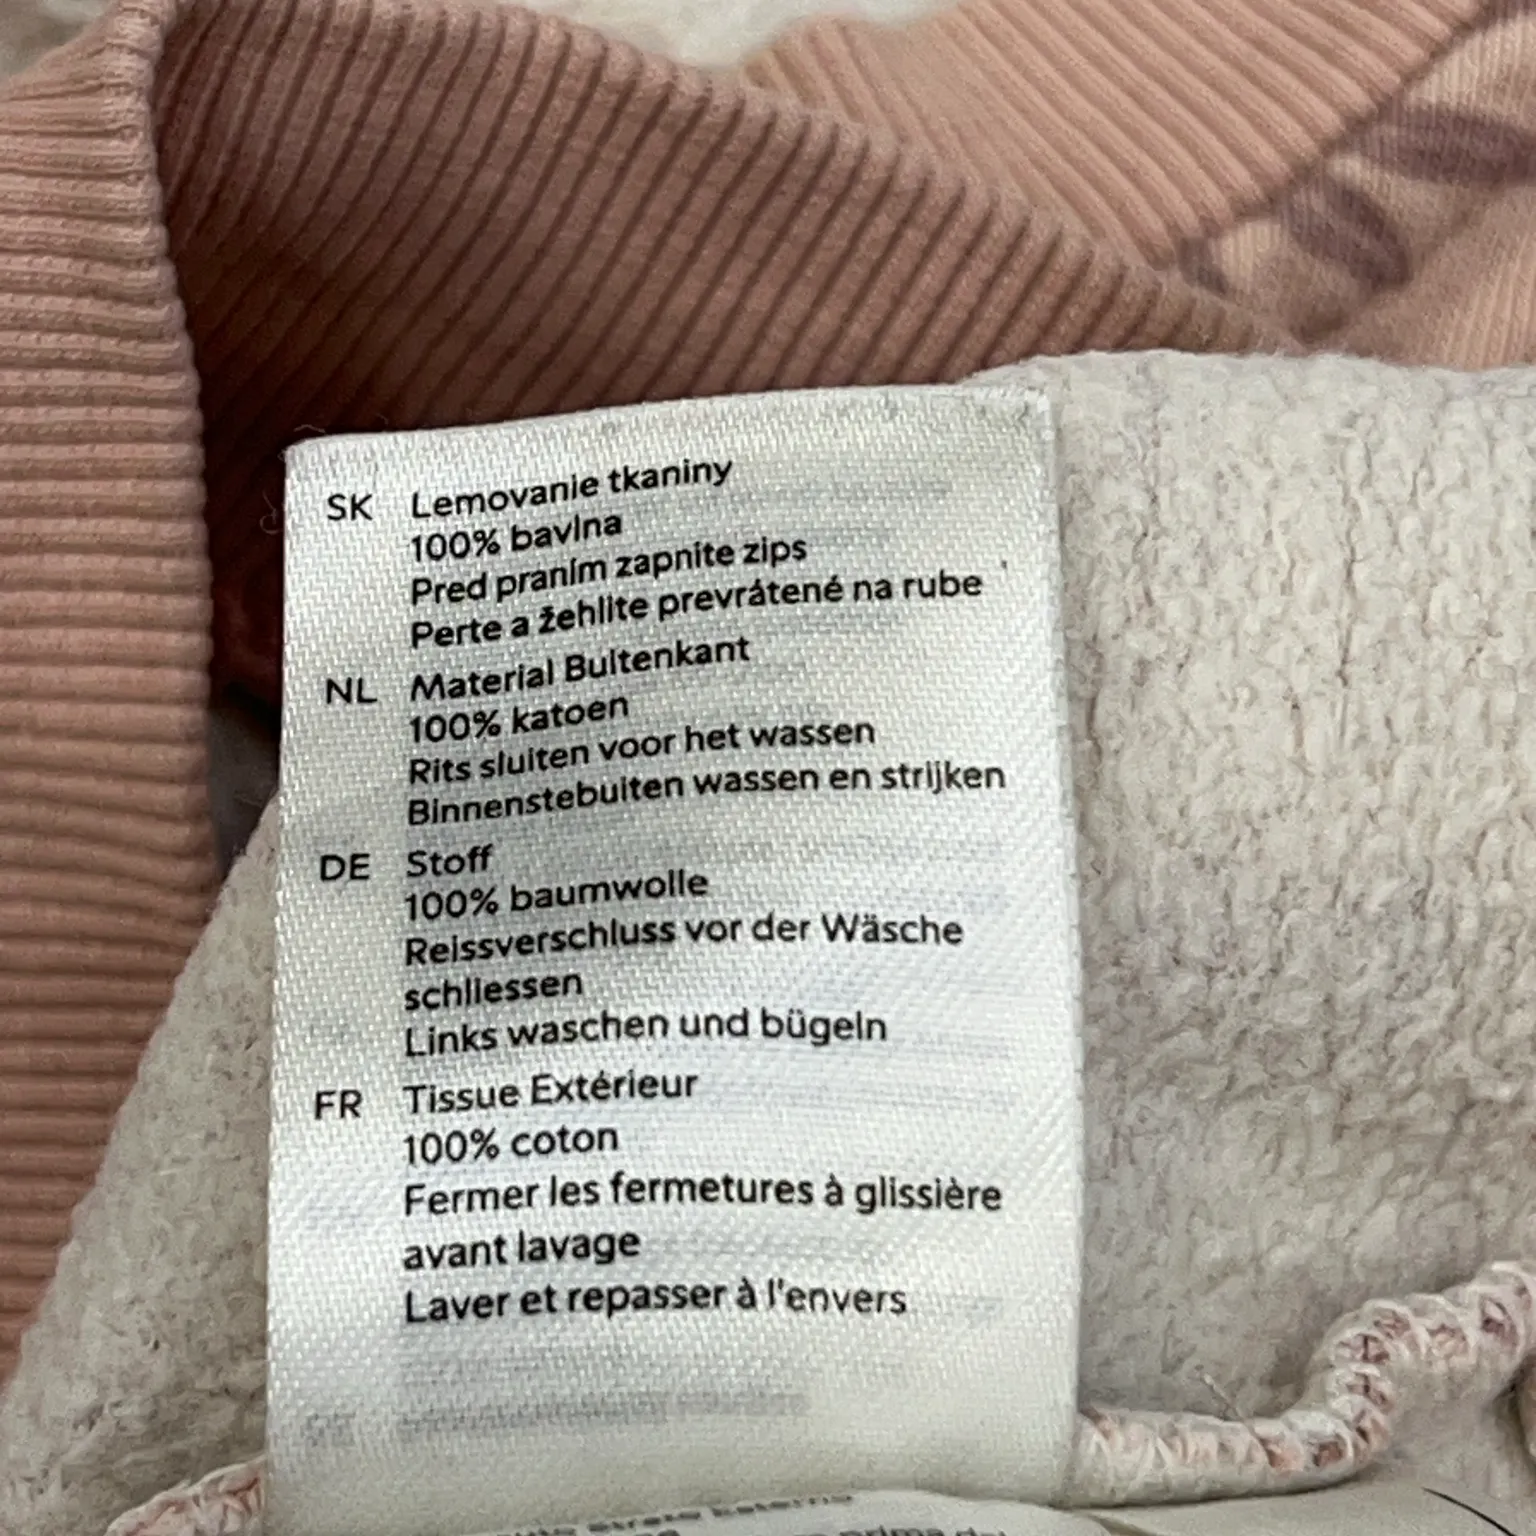 SK Lemovanie tkaniny
100% bavlna
Pred praním zapnite zips
Perte a žehlite prevrátené na rube
NL Material Buitenkant
100% katoen
Rits sluiten voor het wassen
Binnenstebuiten wassen en strijken
DE Stoff
100% baumwolle
Reissverschluss vor der Wäsche
schliessen
Links waschen und bügeln
FR Tissue Extérieur
100% coton
Fermer les fermetures à glissière
avant lavage
Laver et repasser à l'envers
prima del